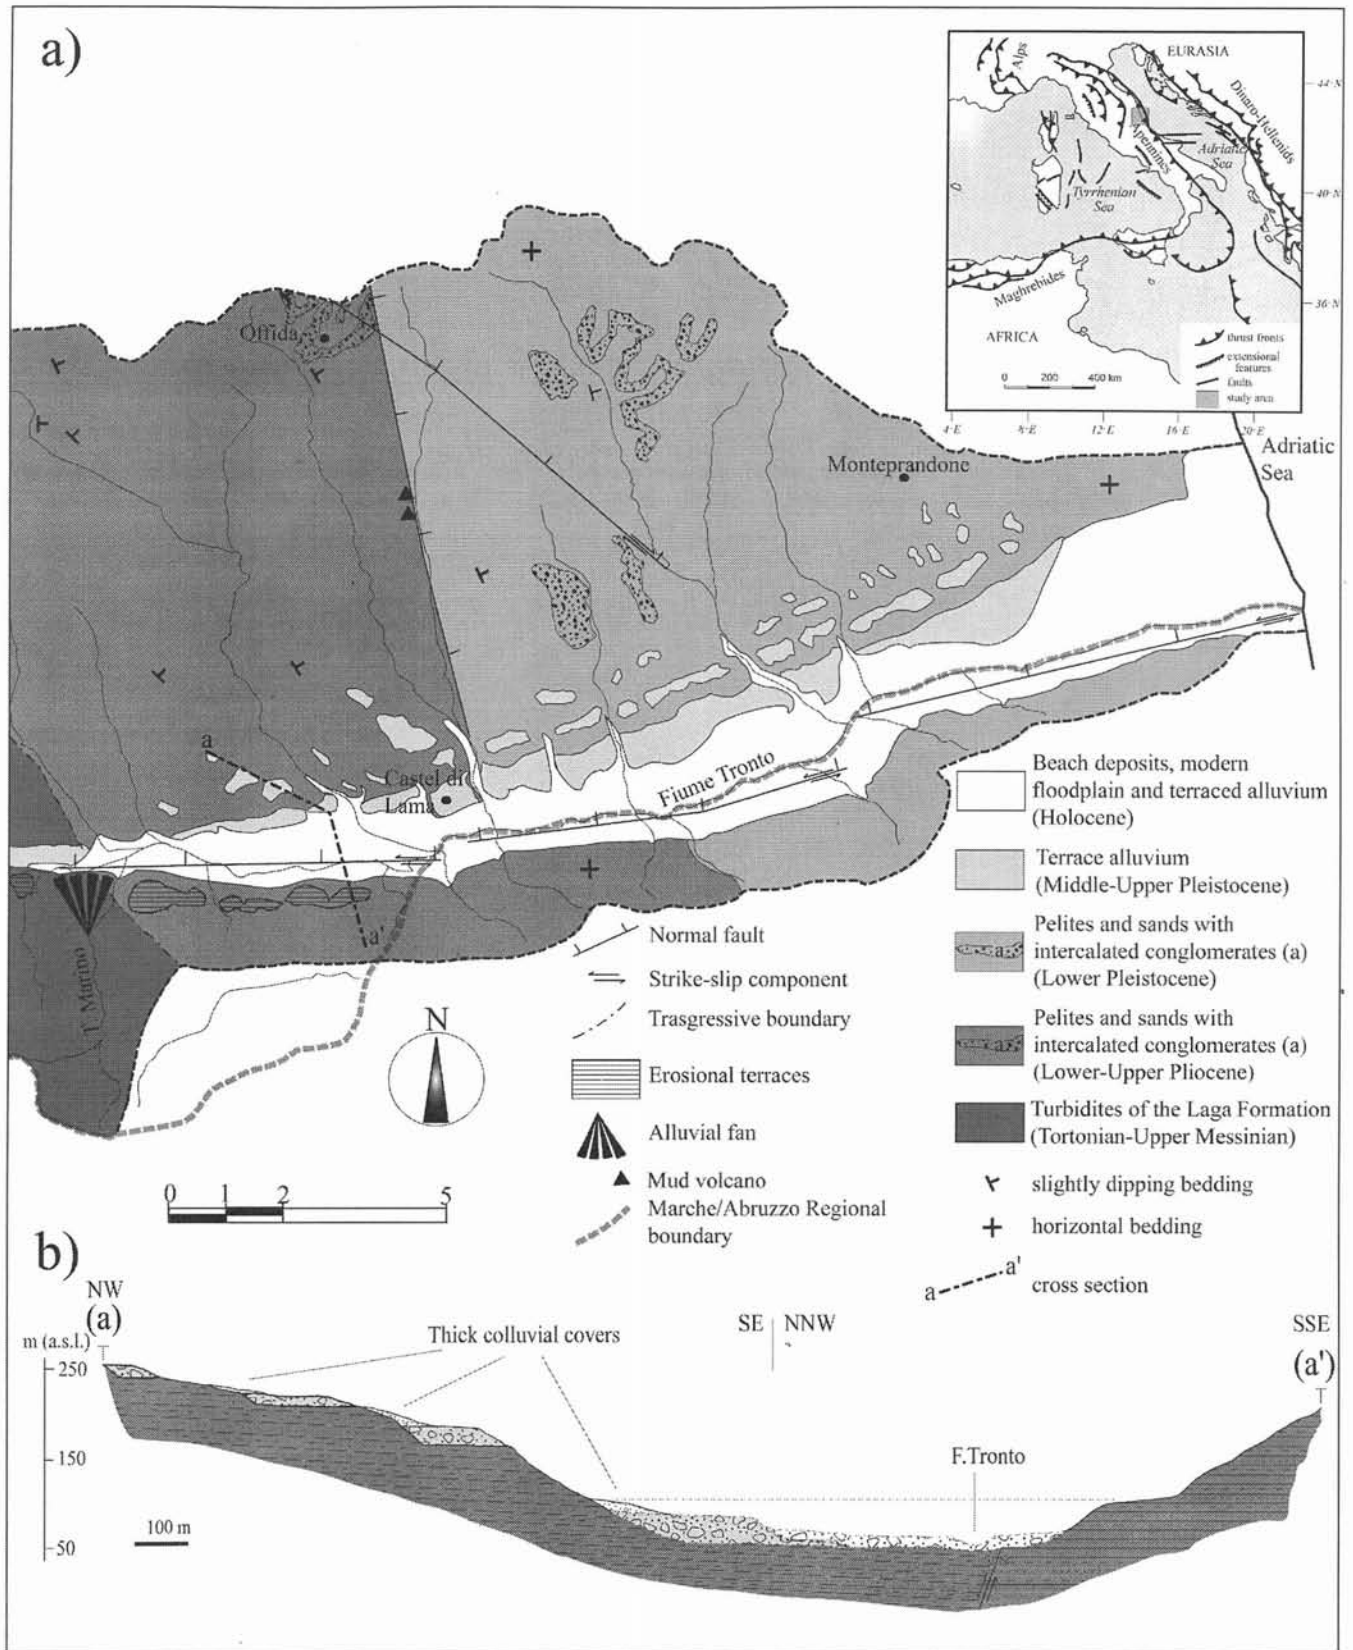 a)
EURASIA
Alps
44°N
Dinaro-Hellenids
Apennines
Adriatic
Sea
40°N
Tyrrhenian
Sea
Maghrebides
36°N
AFRICA
thrust fronts
extensional
features
faults
study area
0 200 400 km
4°E 8°E 12°E 16°E 20°E
Offida
Adriatic
Sea
Monteprandone
a
Castel di
Lama
Fiume Tronto
a'
T. Marino
N
0 1 2 5
Normal fault
Strike-slip component
Trasgressive boundary
Erosional terraces
Alluvial fan
Mud volcano
Marche/Abruzzo Regional
boundary
Beach deposits, modern
floodplain and terraced alluvium
(Holocene)
Terrace alluvium
(Middle-Upper Pleistocene)
a
Pelites and sands with
intercalated conglomerates (a)
(Lower Pleistocene)
a
Pelites and sands with
intercalated conglomerates (a)
(Lower-Upper Pliocene)
Turbidites of the Laga Formation
(Tortonian-Upper Messinian)
slightly dipping bedding
horizontal bedding
a a' cross section
b)
NW
(a)
m (a.s.l.)
250
150
50
100 m
Thick colluvial covers
SE NNW
F.Tronto
SSE
(a')